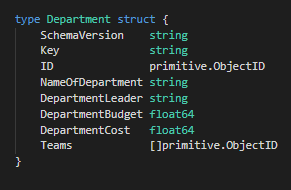 type Department struct {
    SchemaVersion    string
    Key              string
    ID               primitive.ObjectID
    NameOfDepartment string
    DepartmentLeader string
    DepartmentBudget float64
    DepartmentCost   float64
    Teams            []primitive.ObjectID
}